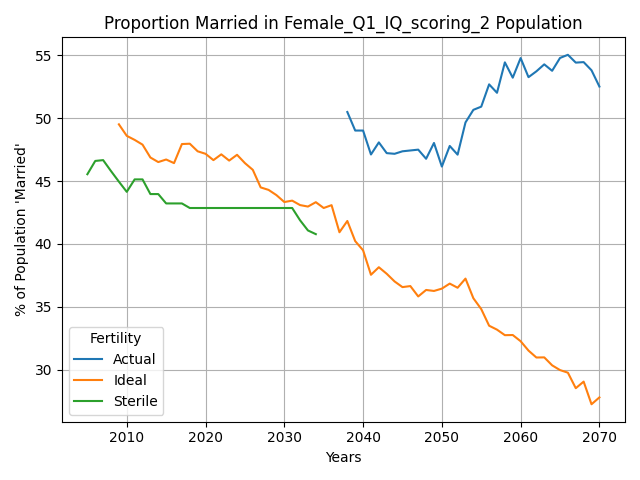 Proportion Married in Female_Q1_IQ_scoring_2 Population
% of Population 'Married'
55
50
45
40
35
30
Fertility
Actual
Ideal
Sterile
2010 2020 2030 2040 2050 2060 2070
Years